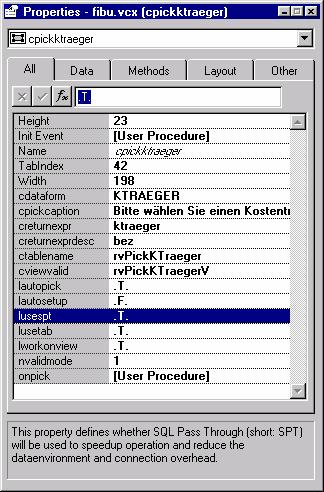 Properties - fibu.vcx (cpickktraeger)
cpickktraeger
All Data Methods Layout Other
.T.
Height 23
Init Event [User Procedure]
Name cpickktraeger
TabIndex 42
Width 198
cdataform KTRAEGER
cpickcaption Bitte wählen Sie einen Kostentr
creturnexpr ktraeger
creturnexprdesc bez
ctablename rvPickKTraeger
cviewvalid rvPickKTraegerV
lautopick .T.
lautosetup .F.
lusespt .T.
lusetab .T.
lworkonview .T.
nvalidmode 1
onpick [User Procedure]
This property defines whether SQL Pass Through (short: SPT)
will be used to speedup operation and reduce the
dataenvironment and connection overhead.